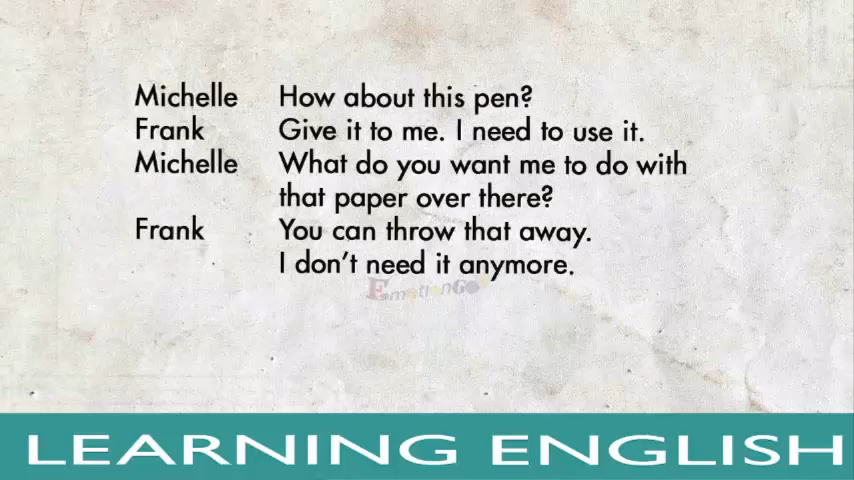 Michelle How about this pen?
Frank Give it to me. I need to use it.
Michelle What do you want me to do with
that paper over there?
Frank You can throw that away.
I don't need it anymore.
EmotionGo
LEARNING ENGLISH